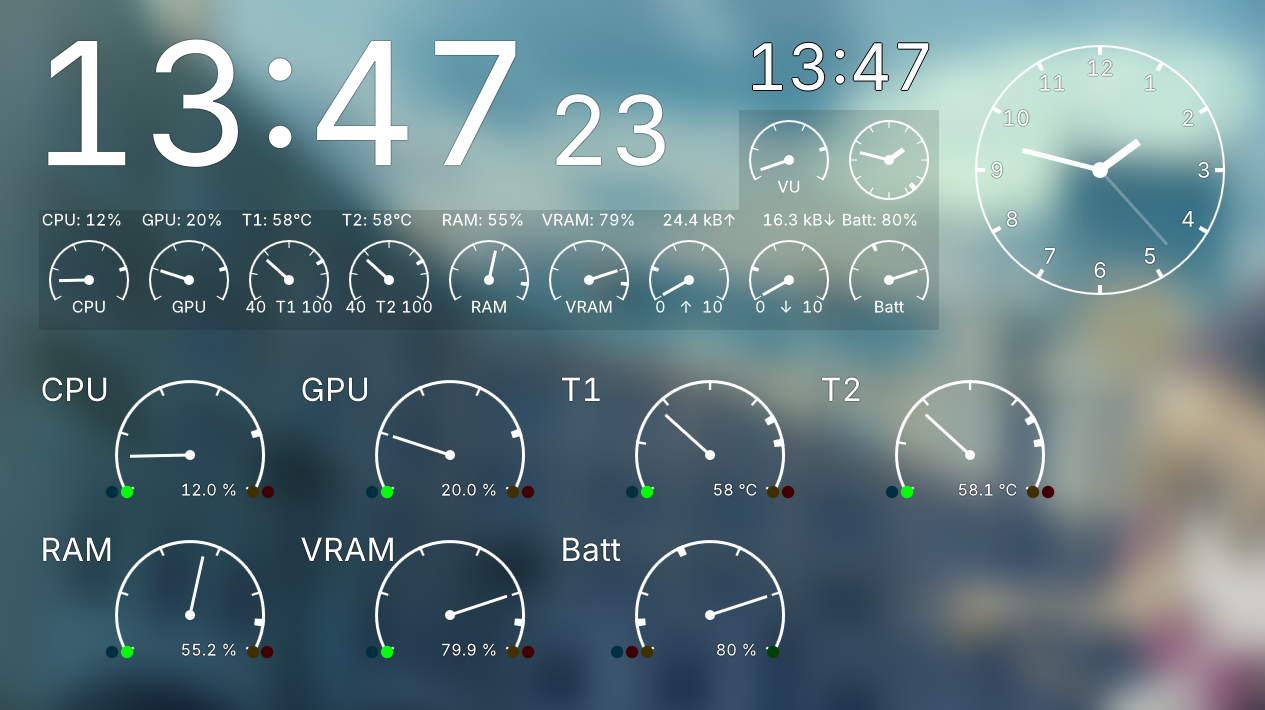 13:47 23
13:47
12
11 1
10 2
9 3
8 4
7 5
6
VU
CPU: 12% GPU: 20% T1: 58°C T2: 58°C RAM: 55% VRAM: 79% 24.4 kB↑ 16.3 kB↓ Batt: 80%
CPU GPU 40 T1 100 40 T2 100 RAM VRAM 0 ↑ 10 0 ↓ 10 Batt
CPU GPU T1 T2
12.0 % 20.0 % 58 °C 58.1 °C
RAM VRAM Batt
55.2 % 79.9 % 80 %